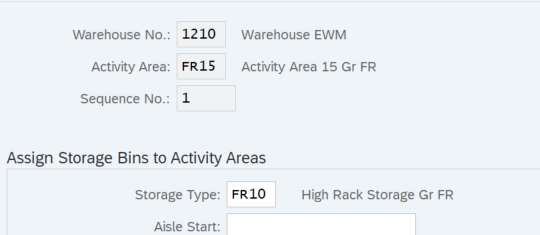 Warehouse No.: 1210 Warehouse EWM
Activity Area: FR15 Activity Area 15 Gr FR
Sequence No.: 1
Assign Storage Bins to Activity Areas
Storage Type: FR10 High Rack Storage Gr FR
Aisle Start: